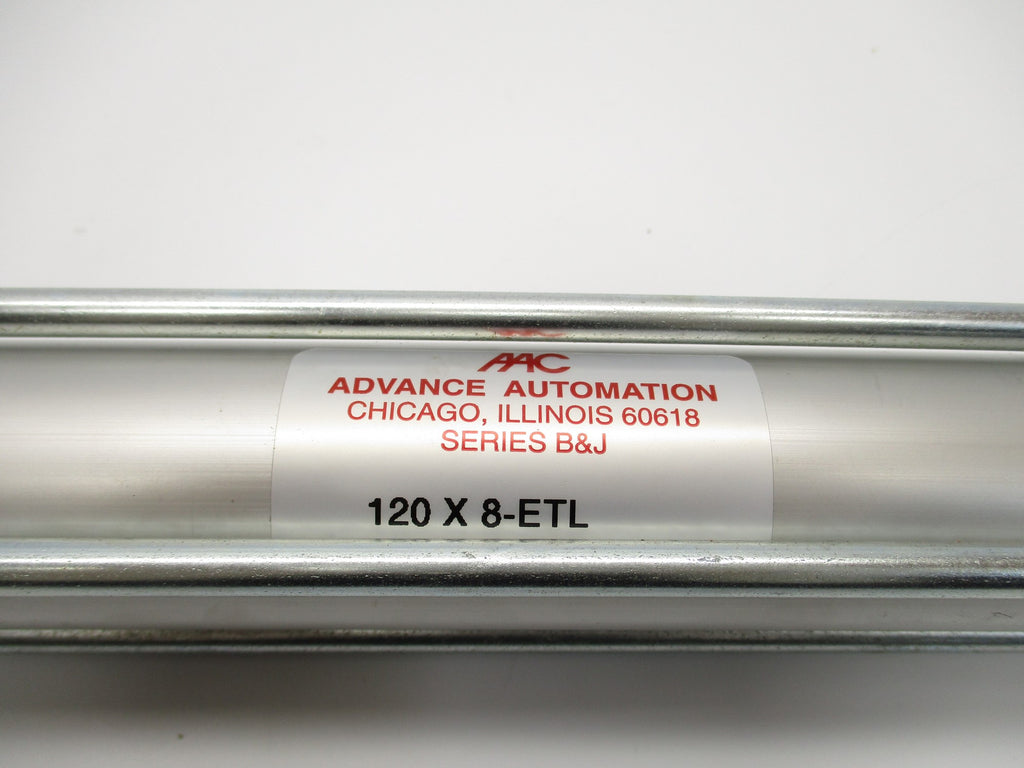 AAC
ADVANCE AUTOMATION
CHICAGO, ILLINOIS 60618
SERIES B&J
120 X 8-ETL